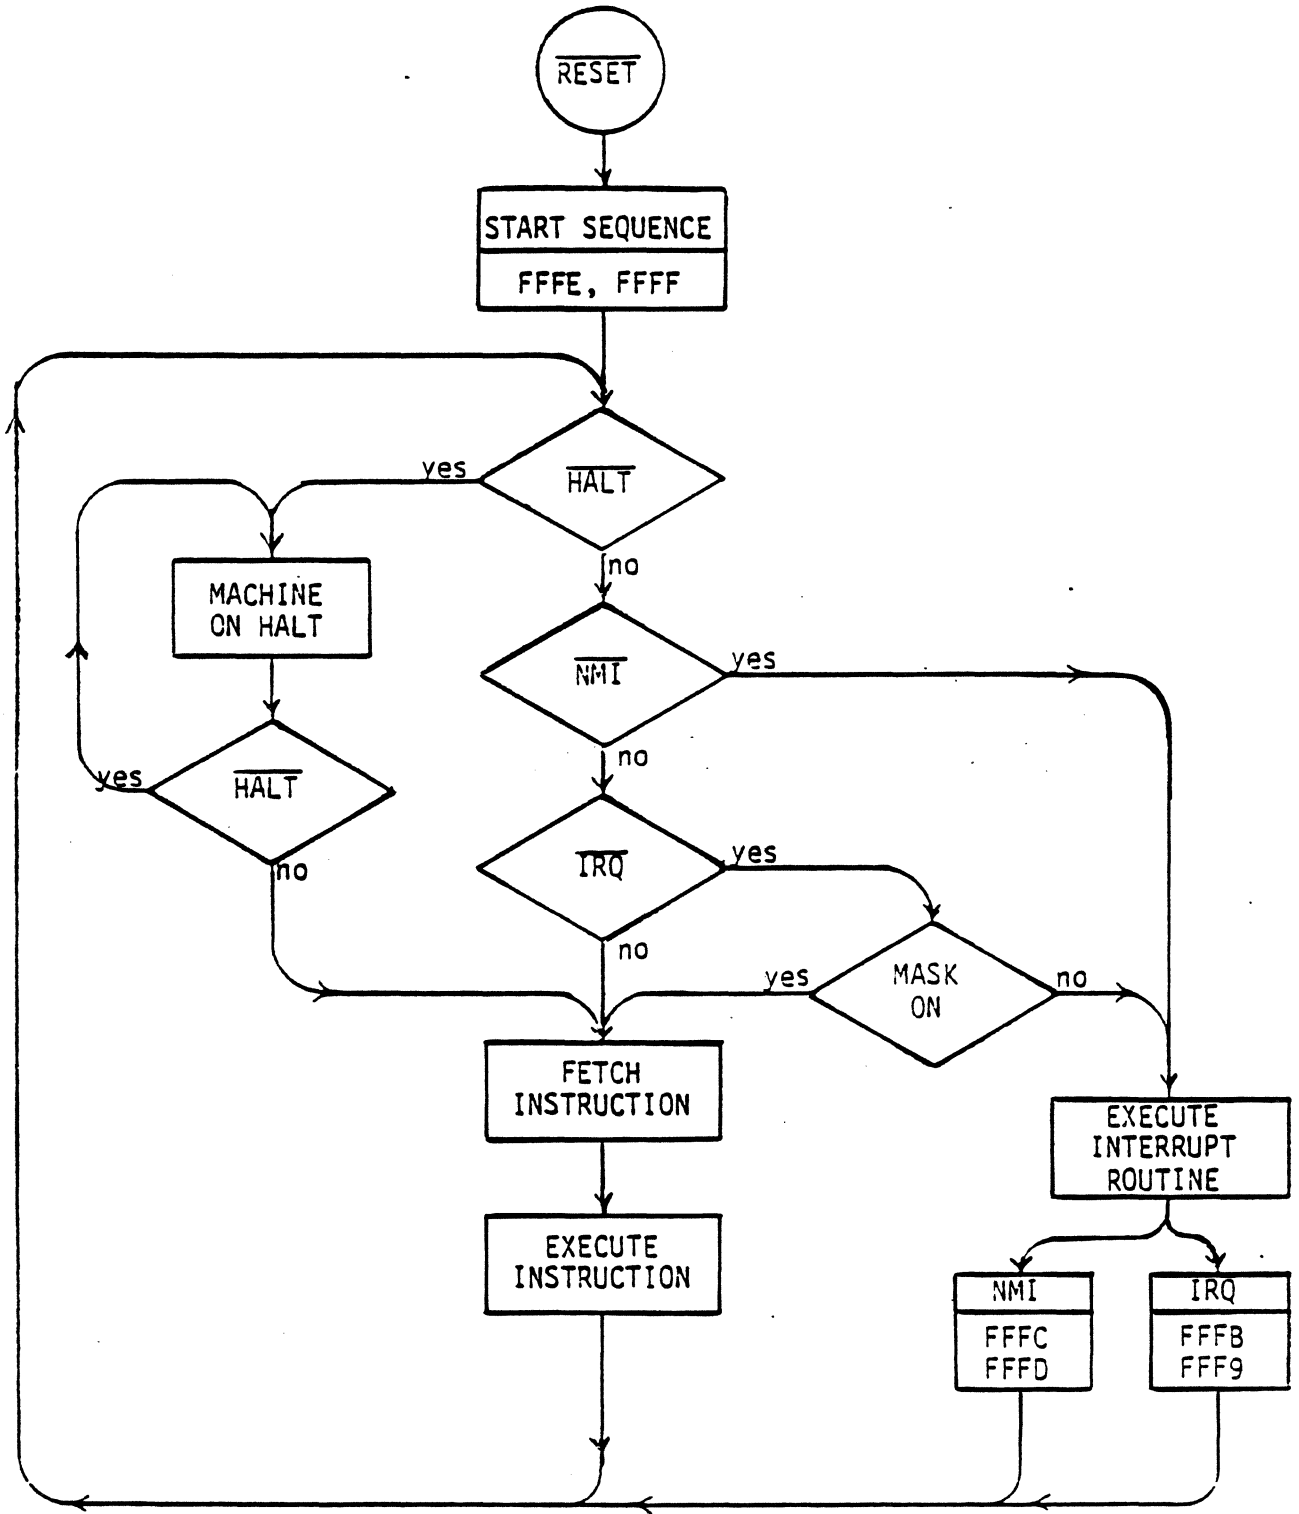 RESET
START SEQUENCE
FFFE, FFFF
HALT
yes
no
MACHINE
ON HALT
NMI
yes
no
HALT
yes
no
IRQ
yes
no
MASK
ON
yes
no
FETCH
INSTRUCTION
EXECUTE
INTERRUPT
ROUTINE
EXECUTE
INSTRUCTION
NMI
FFFC
FFFD
IRQ
FFFB
FFF9